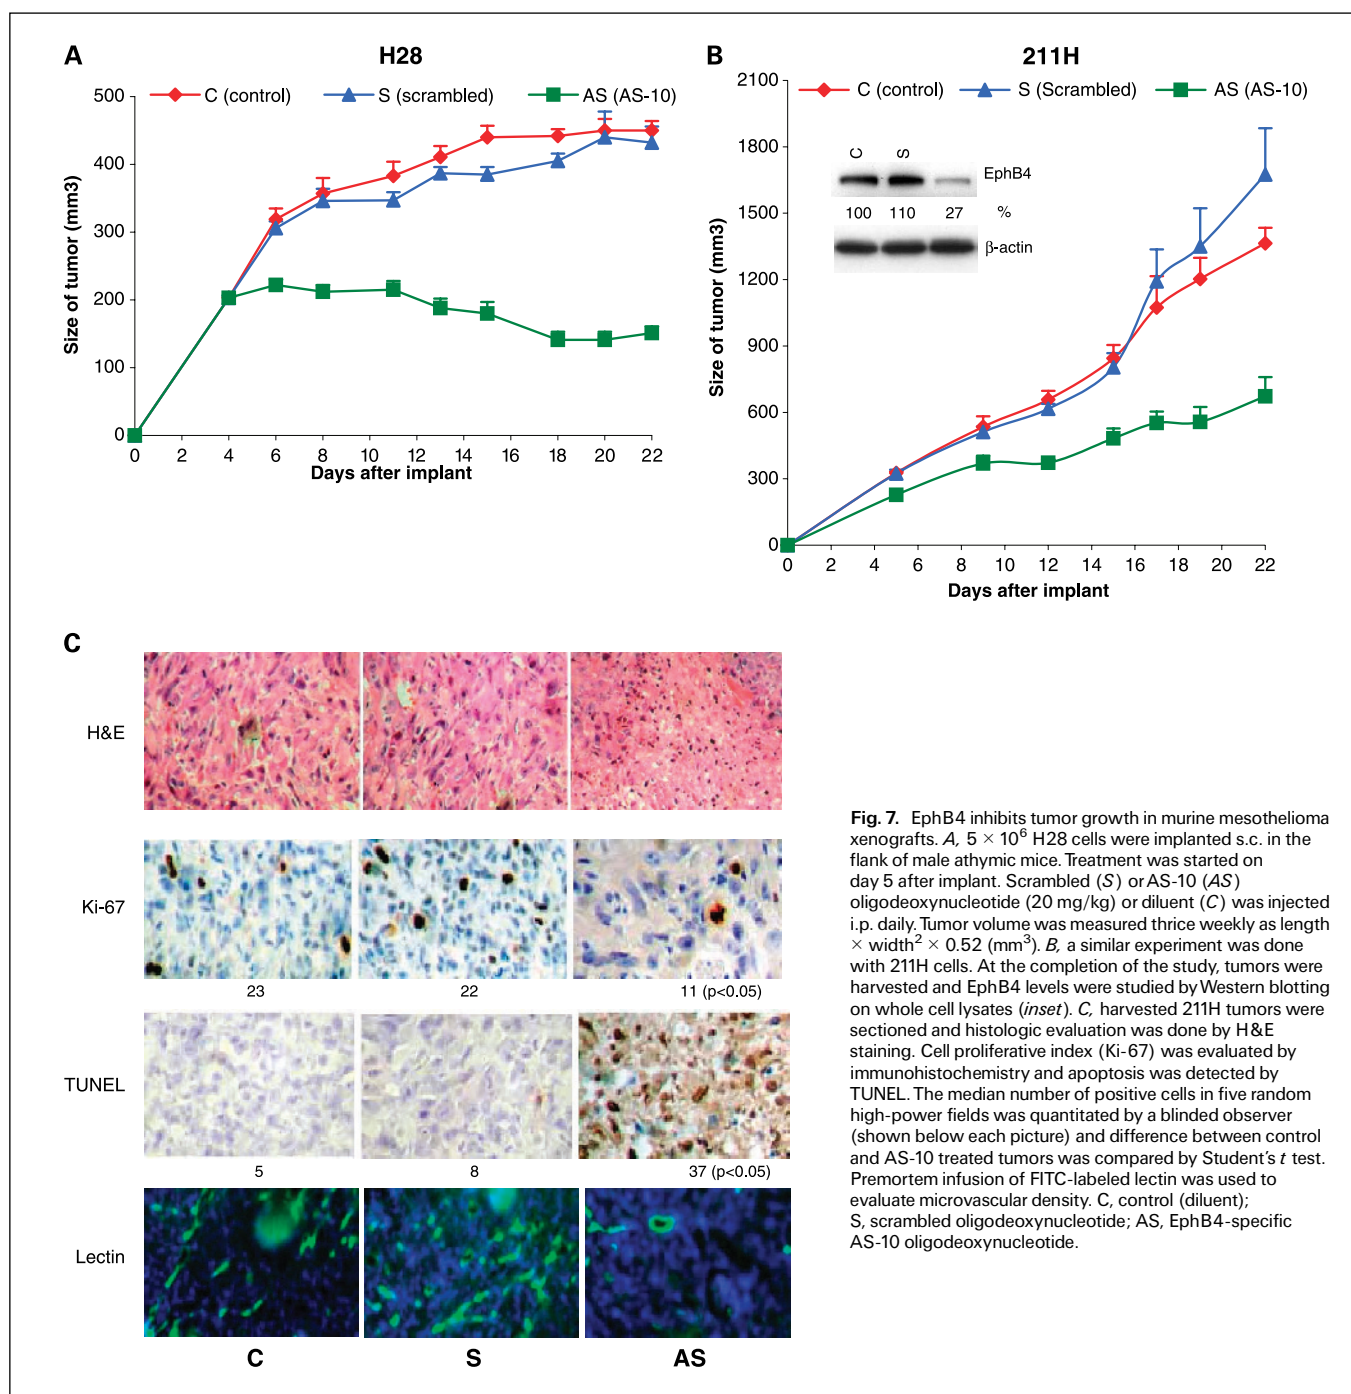 A
H28
C (control)
S (scrambled)
AS (AS-10)
500
400
300
200
100
0
Size of tumor (mm3)
0 2 4 6 8 10 12 14 16 18 20 22
Days after implant
B
211H
C (control)
S (Scrambled)
AS (AS-10)
2100
1800
1500
1200
900
600
300
0
Size of tumor (mm3)
C S
EphB4
100 110 27 %
β-actin
0 2 4 6 8 10 12 14 16 18 20 22
Days after implant
C
H&E
Ki-67
23 22 11 (p<0.05)
TUNEL
5 8 37 (p<0.05)
Lectin
C S AS
Fig. 7. EphB4 inhibits tumor growth in murine mesothelioma
xenografts. A, 5 × 10⁶ H28 cells were implanted s.c. in the
flank of male athymic mice. Treatment was started on
day 5 after implant. Scrambled (S) or AS-10 (AS)
oligodeoxynucleotide (20 mg/kg) or diluent (C) was injected
i.p. daily. Tumor volume was measured thrice weekly as length
× width² × 0.52 (mm³). B, a similar experiment was done
with 211H cells. At the completion of the study, tumors were
harvested and EphB4 levels were studied by Western blotting
on whole cell lysates (inset). C, harvested 211H tumors were
sectioned and histologic evaluation was done by H&E
staining. Cell proliferative index (Ki-67) was evaluated by
immunohistochemistry and apoptosis was detected by
TUNEL. The median number of positive cells in five random
high-power fields was quantitated by a blinded observer
(shown below each picture) and difference between control
and AS-10 treated tumors was compared by Student's t test.
Premortem infusion of FITC-labeled lectin was used to
evaluate microvascular density. C, control (diluent);
S, scrambled oligodeoxynucleotide; AS, EphB4-specific
AS-10 oligodeoxynucleotide.